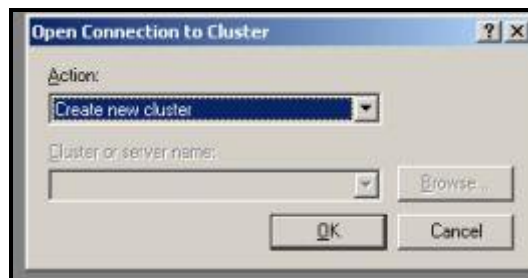 Open Connection to Cluster
Action:
Create new cluster
Cluster or server name:
Browse...
OK
Cancel